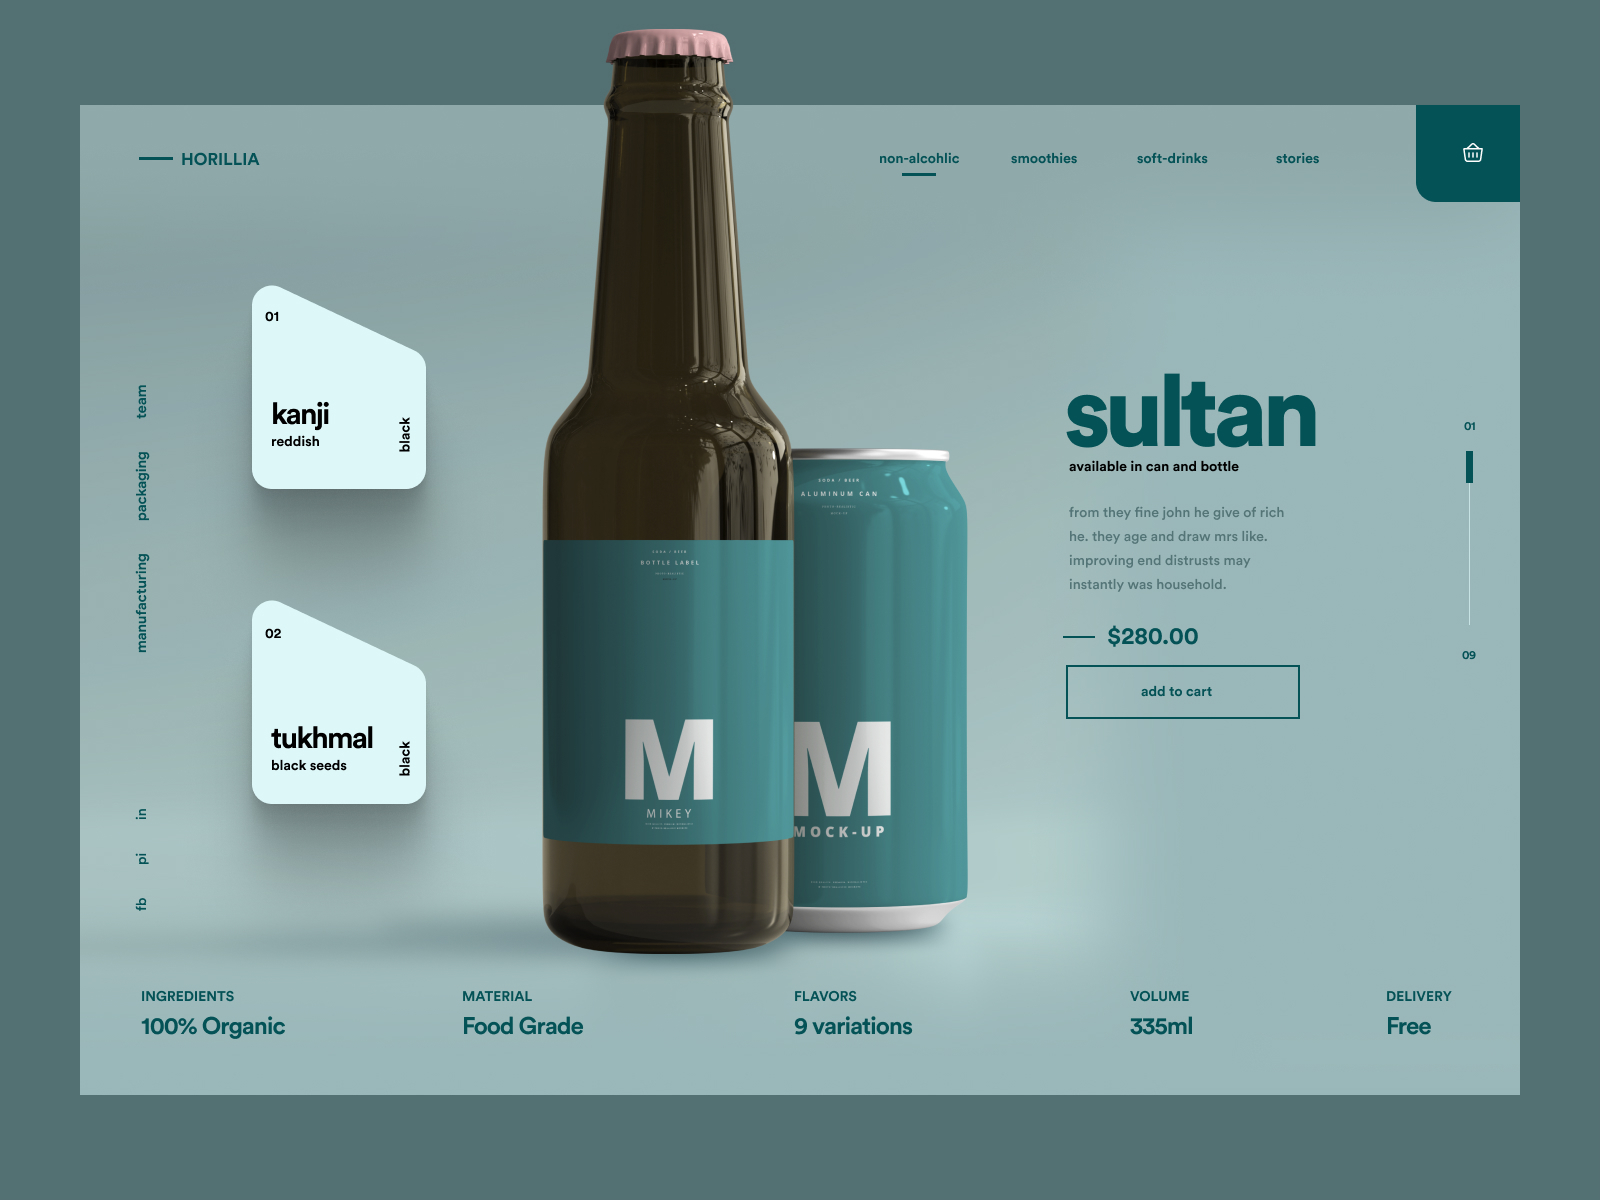 HORILLIA
non-alcohlic
smoothies
soft-drinks
stories
team
packaging
manufacturing
in
pi
fb
01
kanji
reddish
black
02
tukhmal
black seeds
black
SODA / BEER
BOTTLE LABEL
M
MIKEY
SODA / BEER
ALUMINUM CAN
M
MOCK-UP
sultan
available in can and bottle
from they fine john he give of rich
he. they age and draw mrs like.
improving end distrusts may
instantly was household.
$280.00
add to cart
01
09
INGREDIENTS
100% Organic
MATERIAL
Food Grade
FLAVORS
9 variations
VOLUME
335ml
DELIVERY
Free